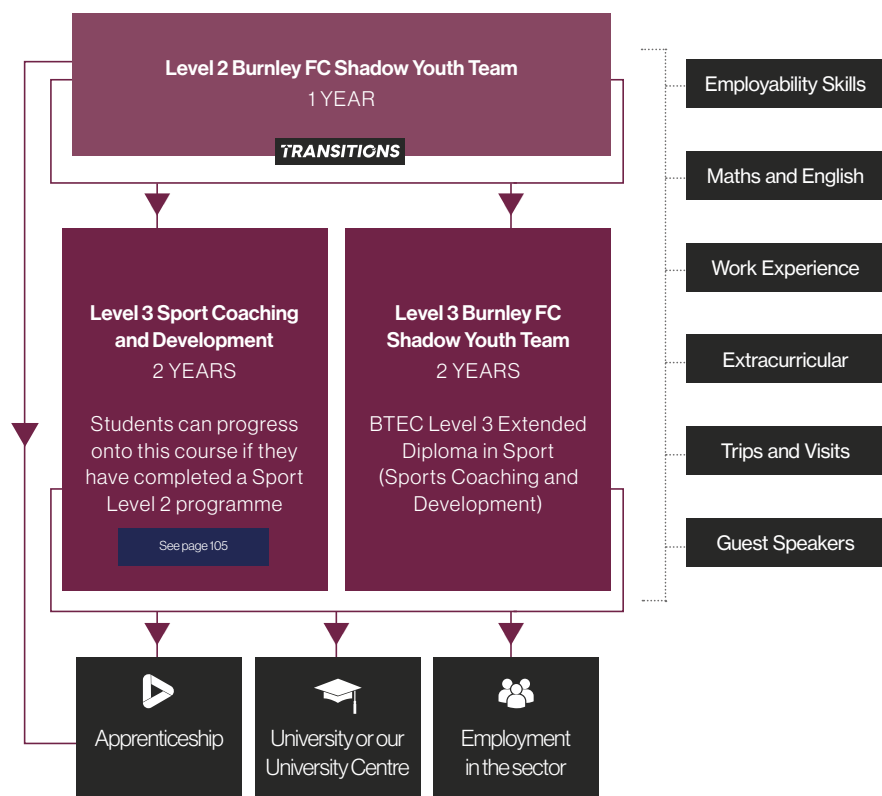 Level 2 Burnley FC Shadow Youth Team
1 YEAR
TRANSITIONS
Level 3 Sport Coaching
and Development
2 YEARS
Students can progress
onto this course if they
have completed a Sport
Level 2 programme
See page 105
Level 3 Burnley FC
Shadow Youth Team
2 YEARS
BTEC Level 3 Extended
Diploma in Sport
(Sports Coaching and
Development)
Apprenticeship
University or our
University Centre
Employment
in the sector
Employability Skills
Maths and English
Work Experience
Extracurricular
Trips and Visits
Guest Speakers